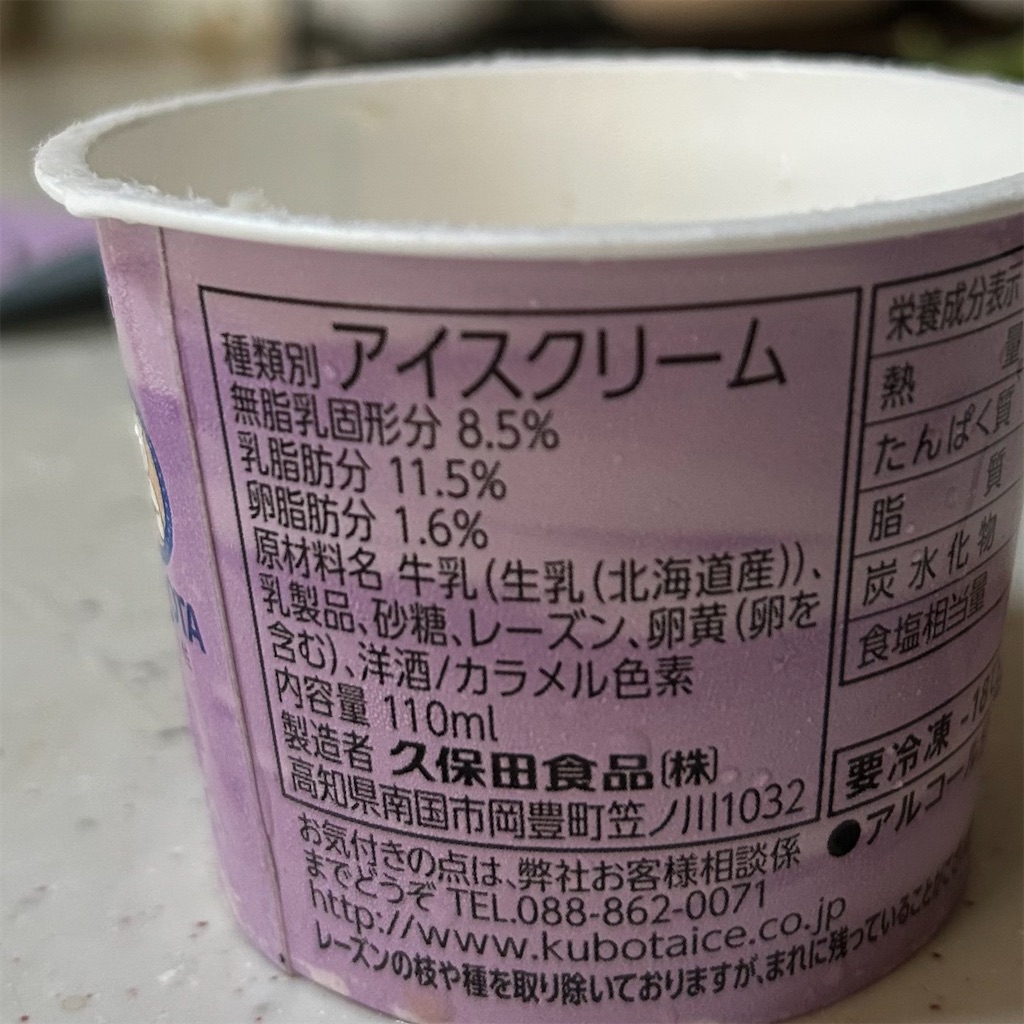 種類別 アイスクリーム
無脂乳固形分 8.5%
乳脂肪分 11.5%
卵脂肪分 1.6%
原材料名 牛乳(生乳(北海道産))、
乳製品、砂糖、レーズン、卵黄(卵を
含む)、洋酒/カラメル色素
内容量 110ml
製造者 久保田食品(株)
高知県南国市岡豊町笠ノ川1032
お気付きの点は、弊社お客様相談係
までどうぞ TEL.088-862-0071
http://www.kubotaice.co.jp
レーズンの枝や種を取り除いておりますが、まれに残っていることが
栄養成分表示
熱 量
たんぱく質
脂 質
炭水化物
食塩相当量
要冷凍 -18
●アルコール